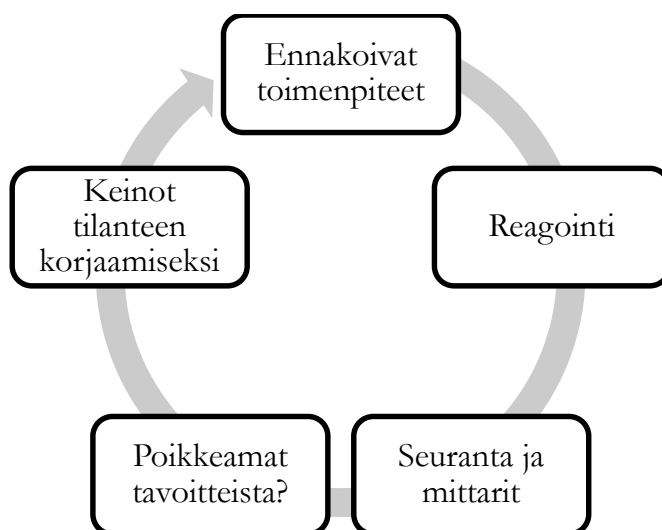 Ennakoivat
toimenpiteet
Reagointi
Seuranta ja
mittarit
Poikkeamat
tavoitteista?
Keinot
tilanteen
korjaamiseksi